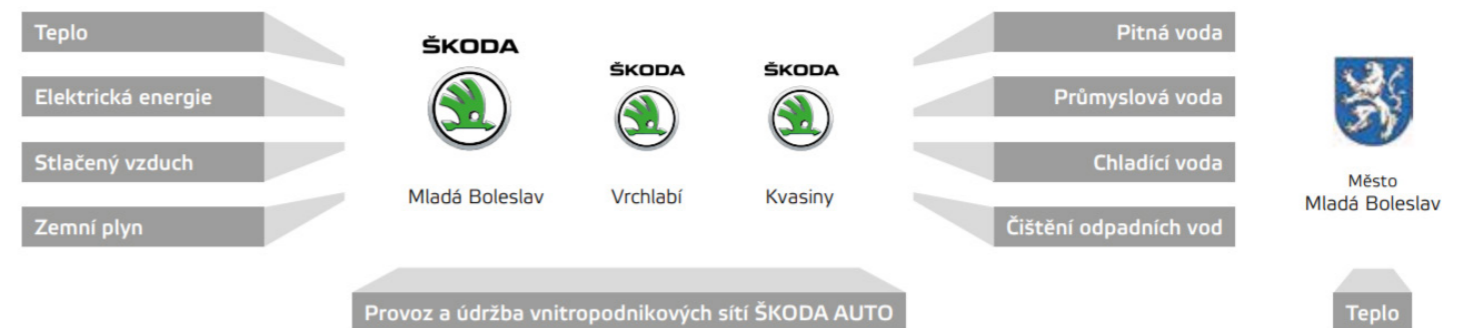 Teplo
Elektrická energie
Stlačený vzduch
Zemní plyn
ŠKODA
Mladá Boleslav
ŠKODA
Vrchlabí
ŠKODA
Kvasiny
Pitná voda
Průmyslová voda
Chladící voda
Čištění odpadních vod
Město
Mladá Boleslav
Provoz a údržba vnitropodnikových sítí ŠKODA AUTO
Teplo